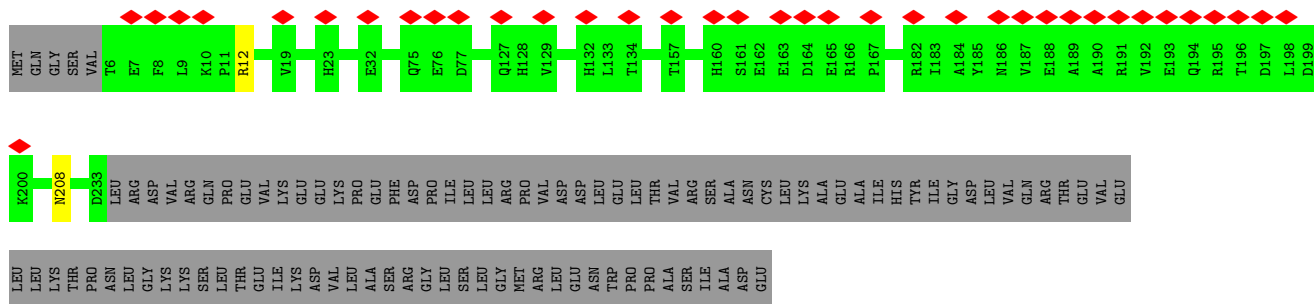 MET GLN GLY SER VAL T6 E7 F8 L9 K10 P11 R12 V19 H23 E32 Q75 E76 D77 Q127 H128 V129 H132 L133 T134 T157 H160 S161 E162 E163 D164 E165 R166 P167 R182 I183 A184 Y185 N186 V187 E188 A189 A190 R191 V192 E193 Q194 R195 T196 D197 L198 D199
K200 N208 D233 LEU ARG ASP VAL ARG GLN PRO GLU VAL LYS GLU GLU LYS PRO GLU PHE ASP PRO ILE LEU LEU ARG PRO VAL ASP ASP LEU GLU LEU THR VAL ARG SER ALA ASN CYS LEU LYS ALA GLU ALA ILE HIS TYR ILE GLY ASP LEU VAL GLN ARG THR GLU VAL GLU
LEU LEU LYS THR PRO ASN LEU GLY LYS LYS SER LEU THR GLU ILE LYS ASP VAL LEU ALA SER ARG GLY LEU SER LEU GLY MET ARG LEU GLU ASN TRP PRO PRO ALA SER ILE ALA ASP GLU